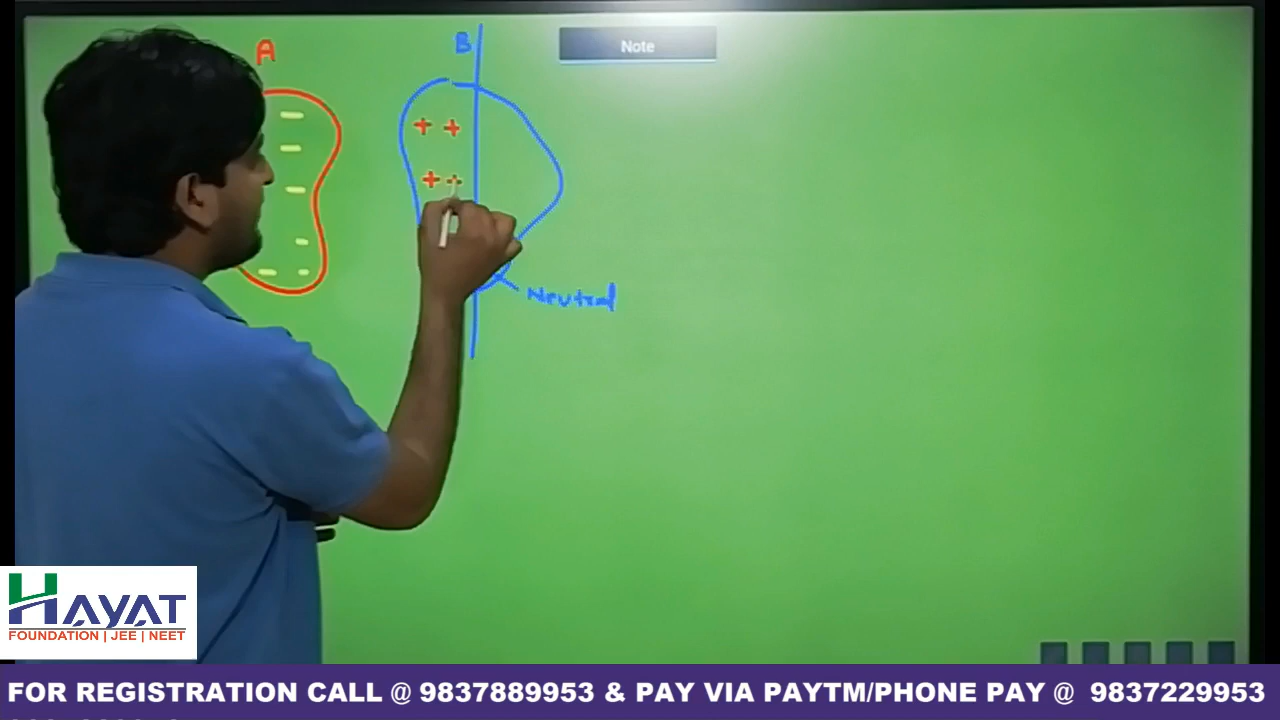 A
B
Note
+ +
+ +
Neutral
HAYAT
FOUNDATION | JEE | NEET
FOR REGISTRATION CALL @ 9837889953 & PAY VIA PAYTM/PHONE PAY @ 9837229953